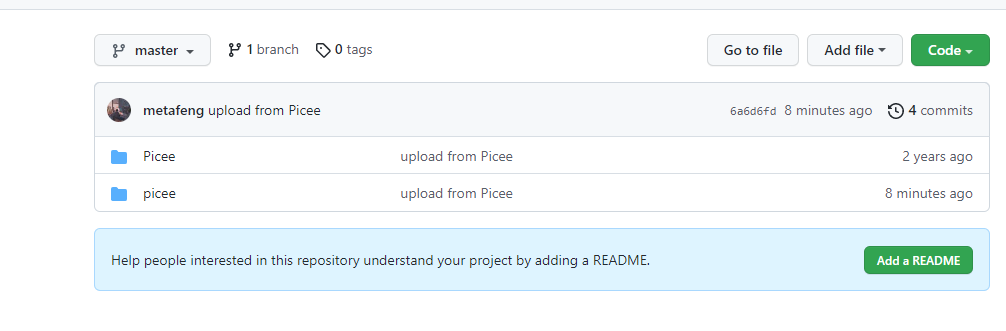 master 1 branch 0 tags Go to file Add file Code
metafeng upload from Picee 6a6d6fd 8 minutes ago 4 commits
Picee upload from Picee 2 years ago
picee upload from Picee 8 minutes ago
Help people interested in this repository understand your project by adding a README. Add a README